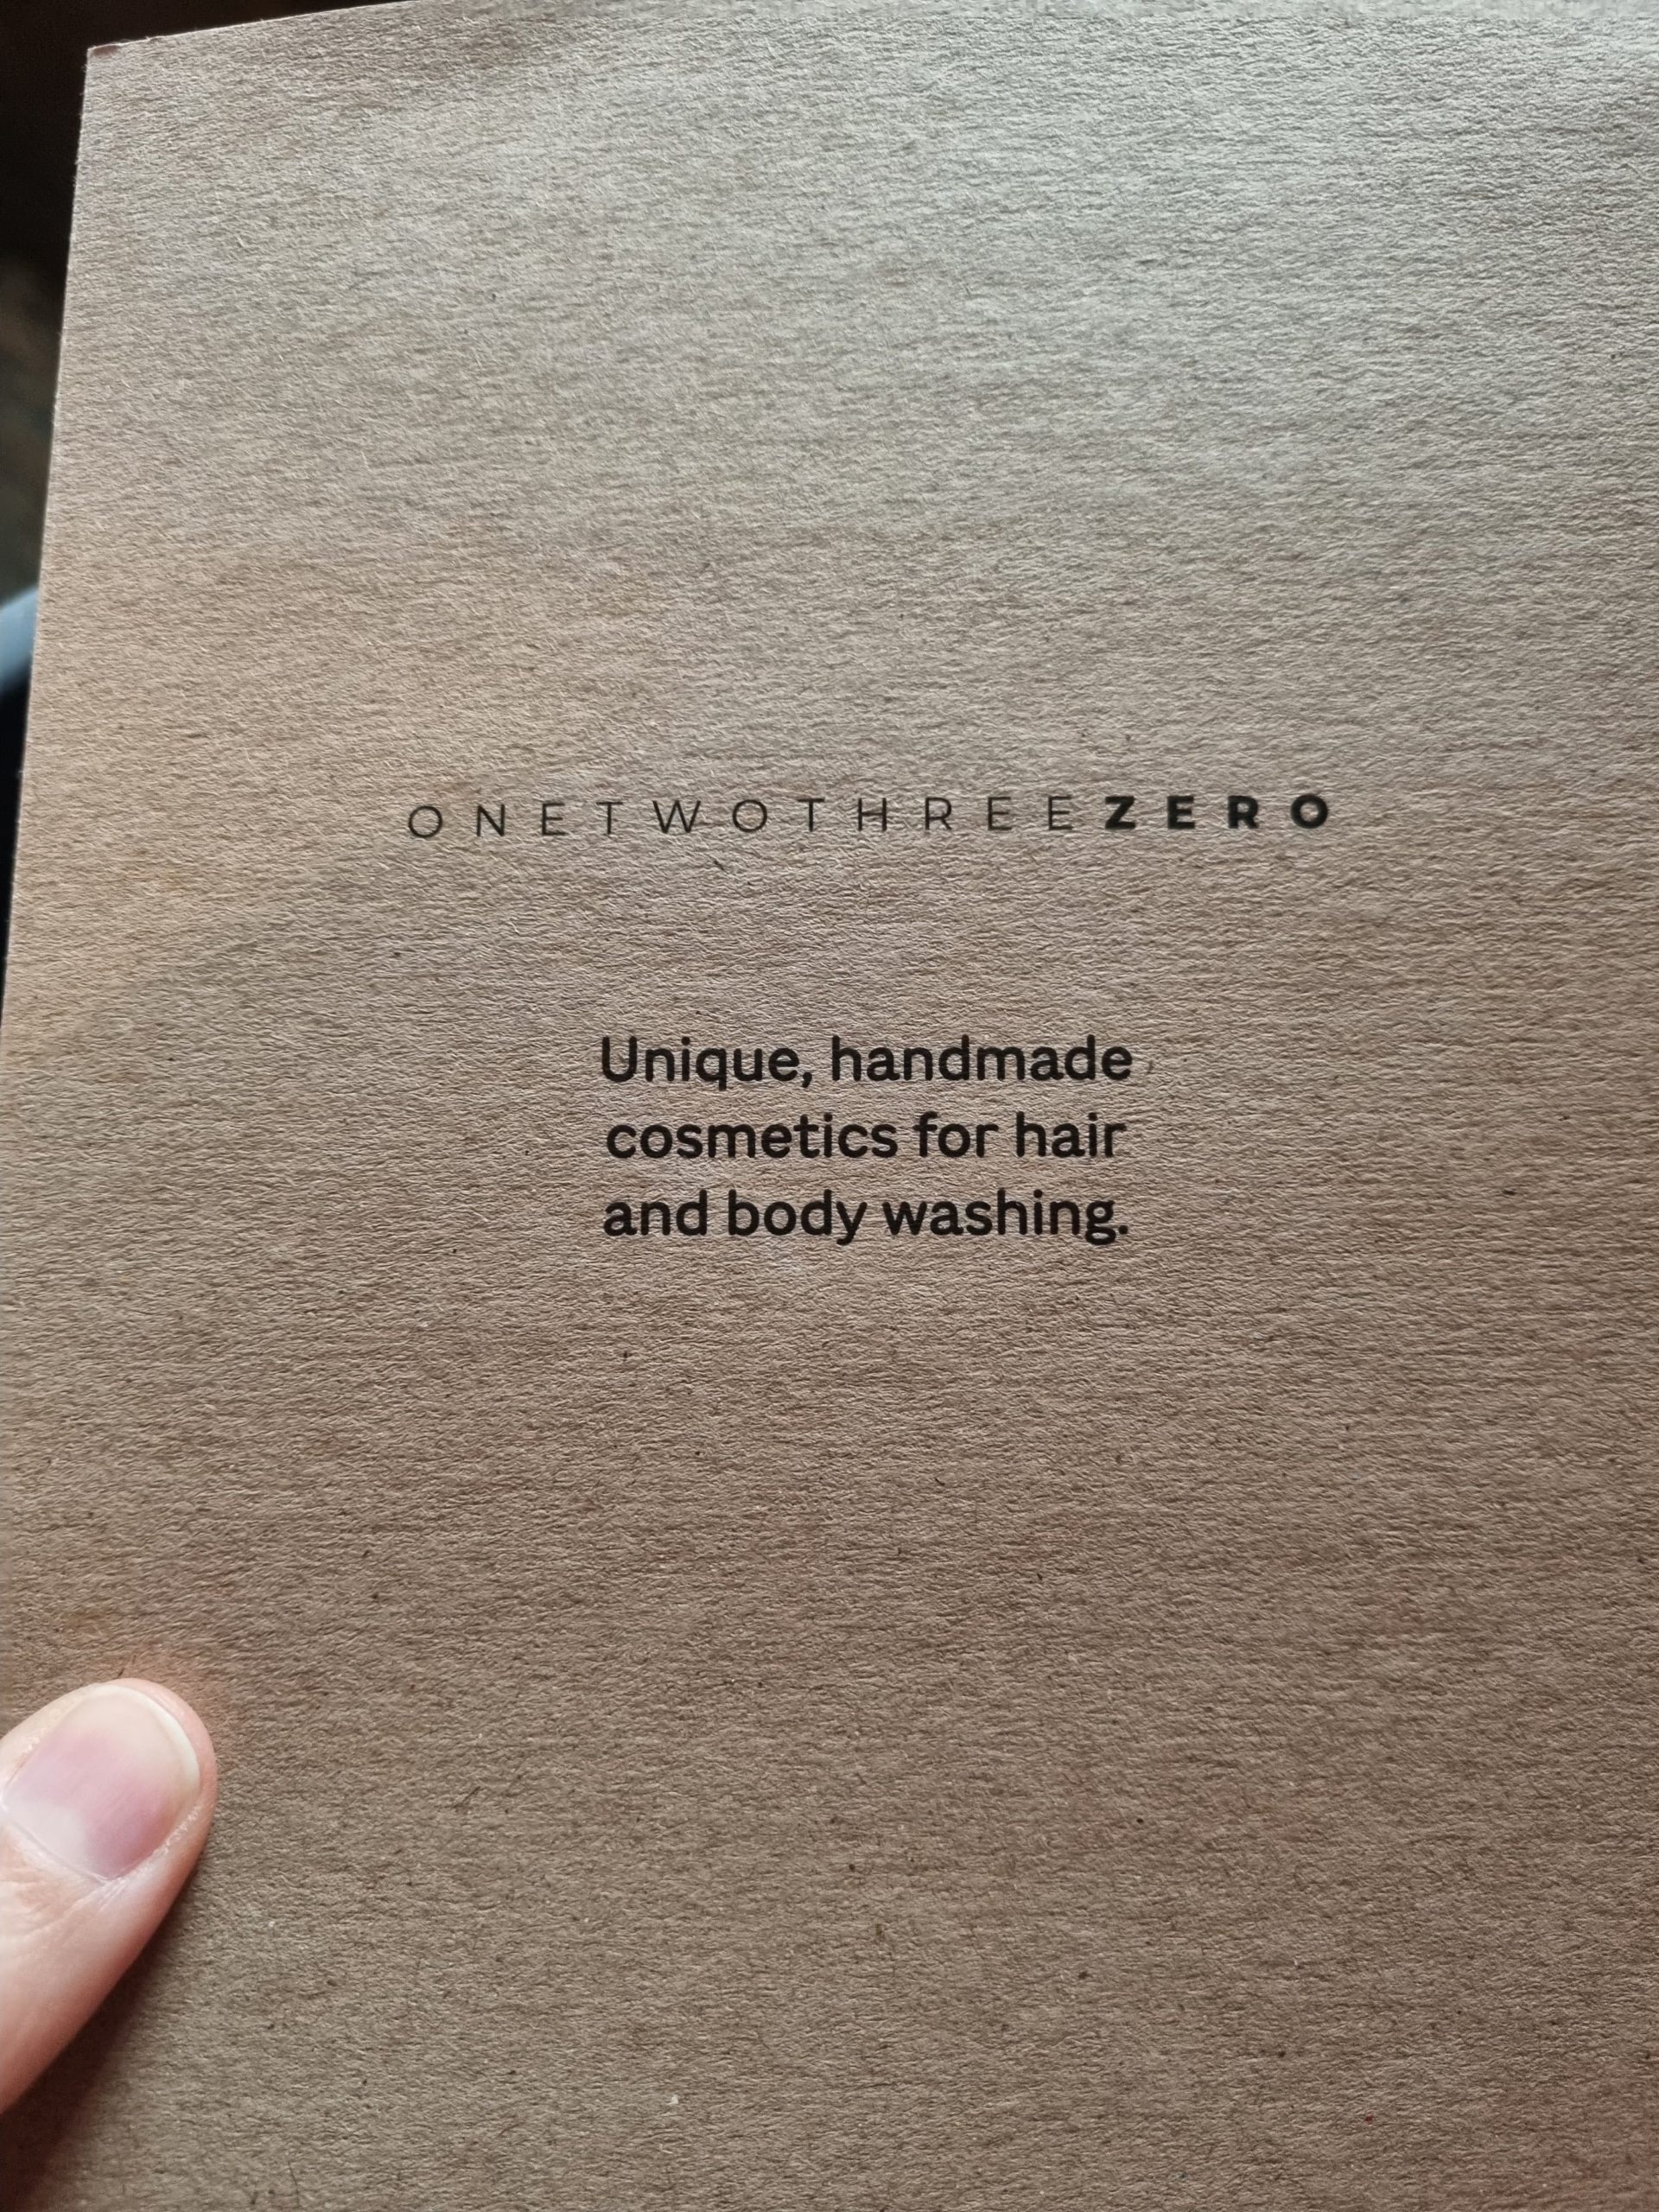 ONETWOTHREEZERO
Unique, handmade
cosmetics for hair
and body washing.